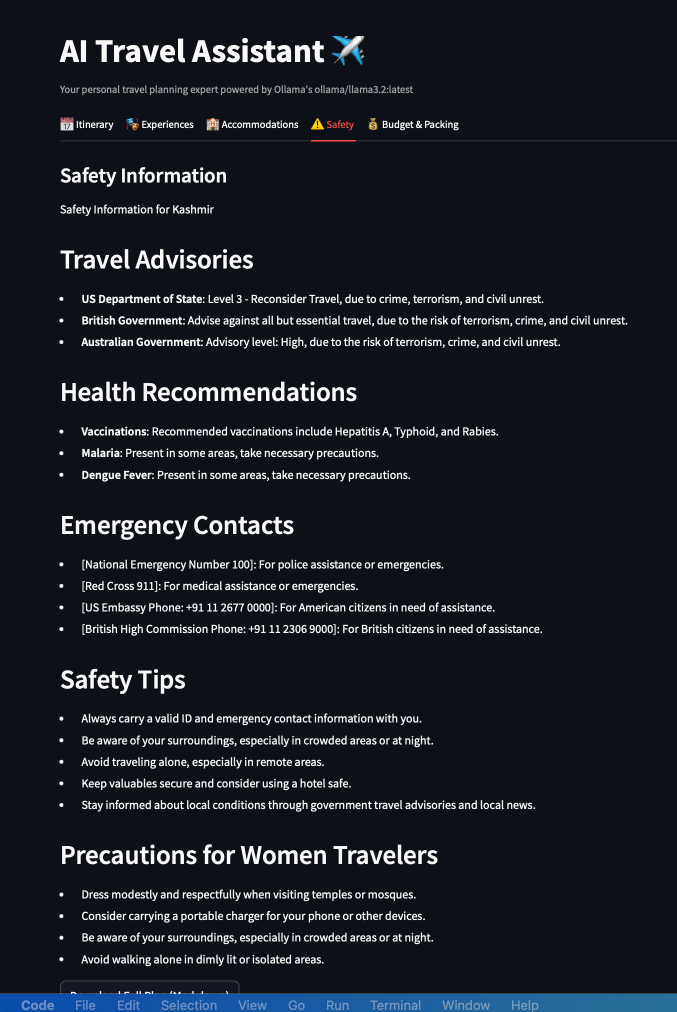 AI Travel Assistant ✈️
Your personal travel planning expert powered by Ollama's ollama/llama3.2:latest
Itinerary Experiences Accommodations Safety Budget & Packing
Safety Information
Safety Information for Kashmir
Travel Advisories
• US Department of State: Level 3 - Reconsider Travel, due to crime, terrorism, and civil unrest.
• British Government: Advise against all but essential travel, due to the risk of terrorism, crime, and civil unrest.
• Australian Government: Advisory level: High, due to the risk of terrorism, crime, and civil unrest.
Health Recommendations
• Vaccinations: Recommended vaccinations include Hepatitis A, Typhoid, and Rabies.
• Malaria: Present in some areas, take necessary precautions.
• Dengue Fever: Present in some areas, take necessary precautions.
Emergency Contacts
• [National Emergency Number 100]: For police assistance or emergencies.
• [Red Cross 911]: For medical assistance or emergencies.
• [US Embassy Phone: +91 11 2677 0000]: For American citizens in need of assistance.
• [British High Commission Phone: +91 11 2306 9000]: For British citizens in need of assistance.
Safety Tips
• Always carry a valid ID and emergency contact information with you.
• Be aware of your surroundings, especially in crowded areas or at night.
• Avoid traveling alone, especially in remote areas.
• Keep valuables secure and consider using a hotel safe.
• Stay informed about local conditions through government travel advisories and local news.
Precautions for Women Travelers
• Dress modestly and respectfully when visiting temples or mosques.
• Consider carrying a portable charger for your phone or other devices.
• Be aware of your surroundings, especially in crowded areas or at night.
• Avoid walking alone in dimly lit or isolated areas.
Download Full Plan (Markdown)
Code File Edit Selection View Go Run Terminal Window Help